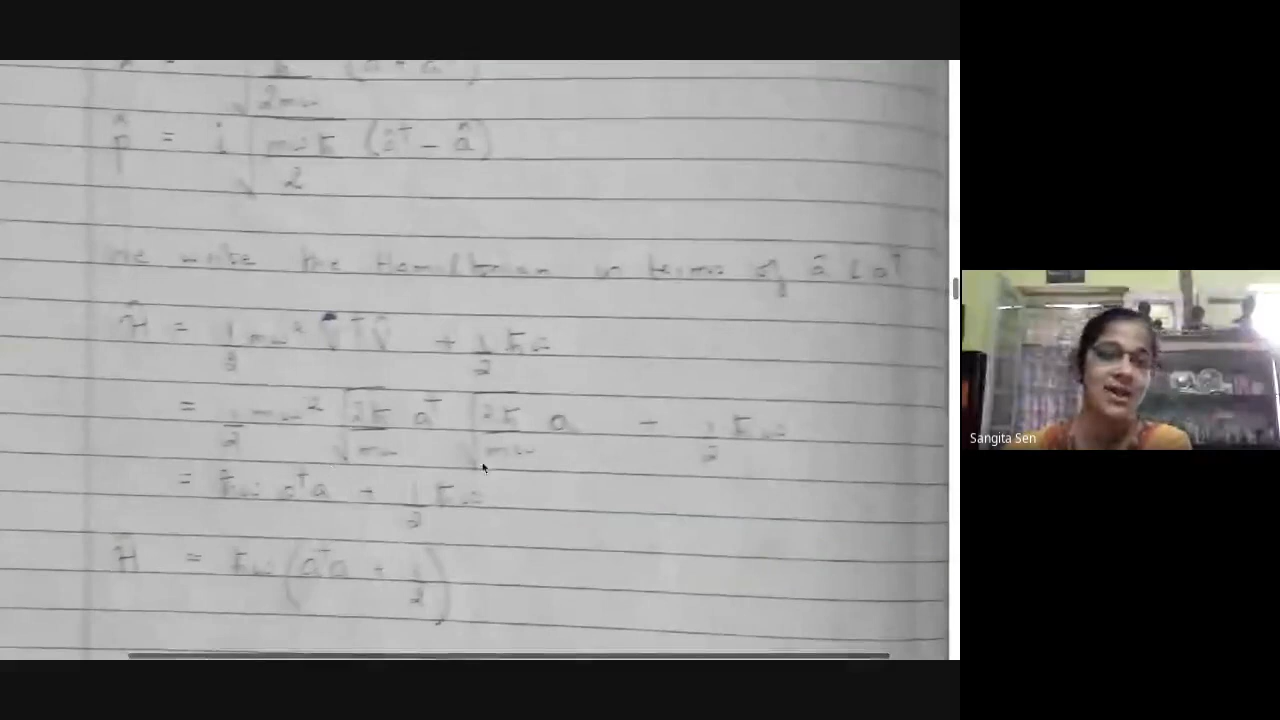 √(ħ/2mω) (â + â†)
p̂ = i √(mωħ/2) (â† − â)
We write the Hamiltonian in terms of â & a†
Ĥ = 1/2 mω² V̂†V̂ + 1/2 ħω
= 1/2 mω² √(2ħ/mω) a† √(2ħ/mω) a + 1/2 ħω
= ħω a†a + 1/2 ħω
Ĥ = ħω (a†a + 1/2)
Sangita Sen